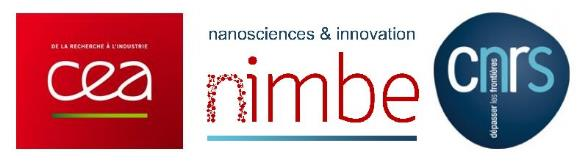 DE LA RECHERCHE À L'INDUSTRIE
cea
nanosciences & innovation
nimbe
cnrs
dépasser les frontières